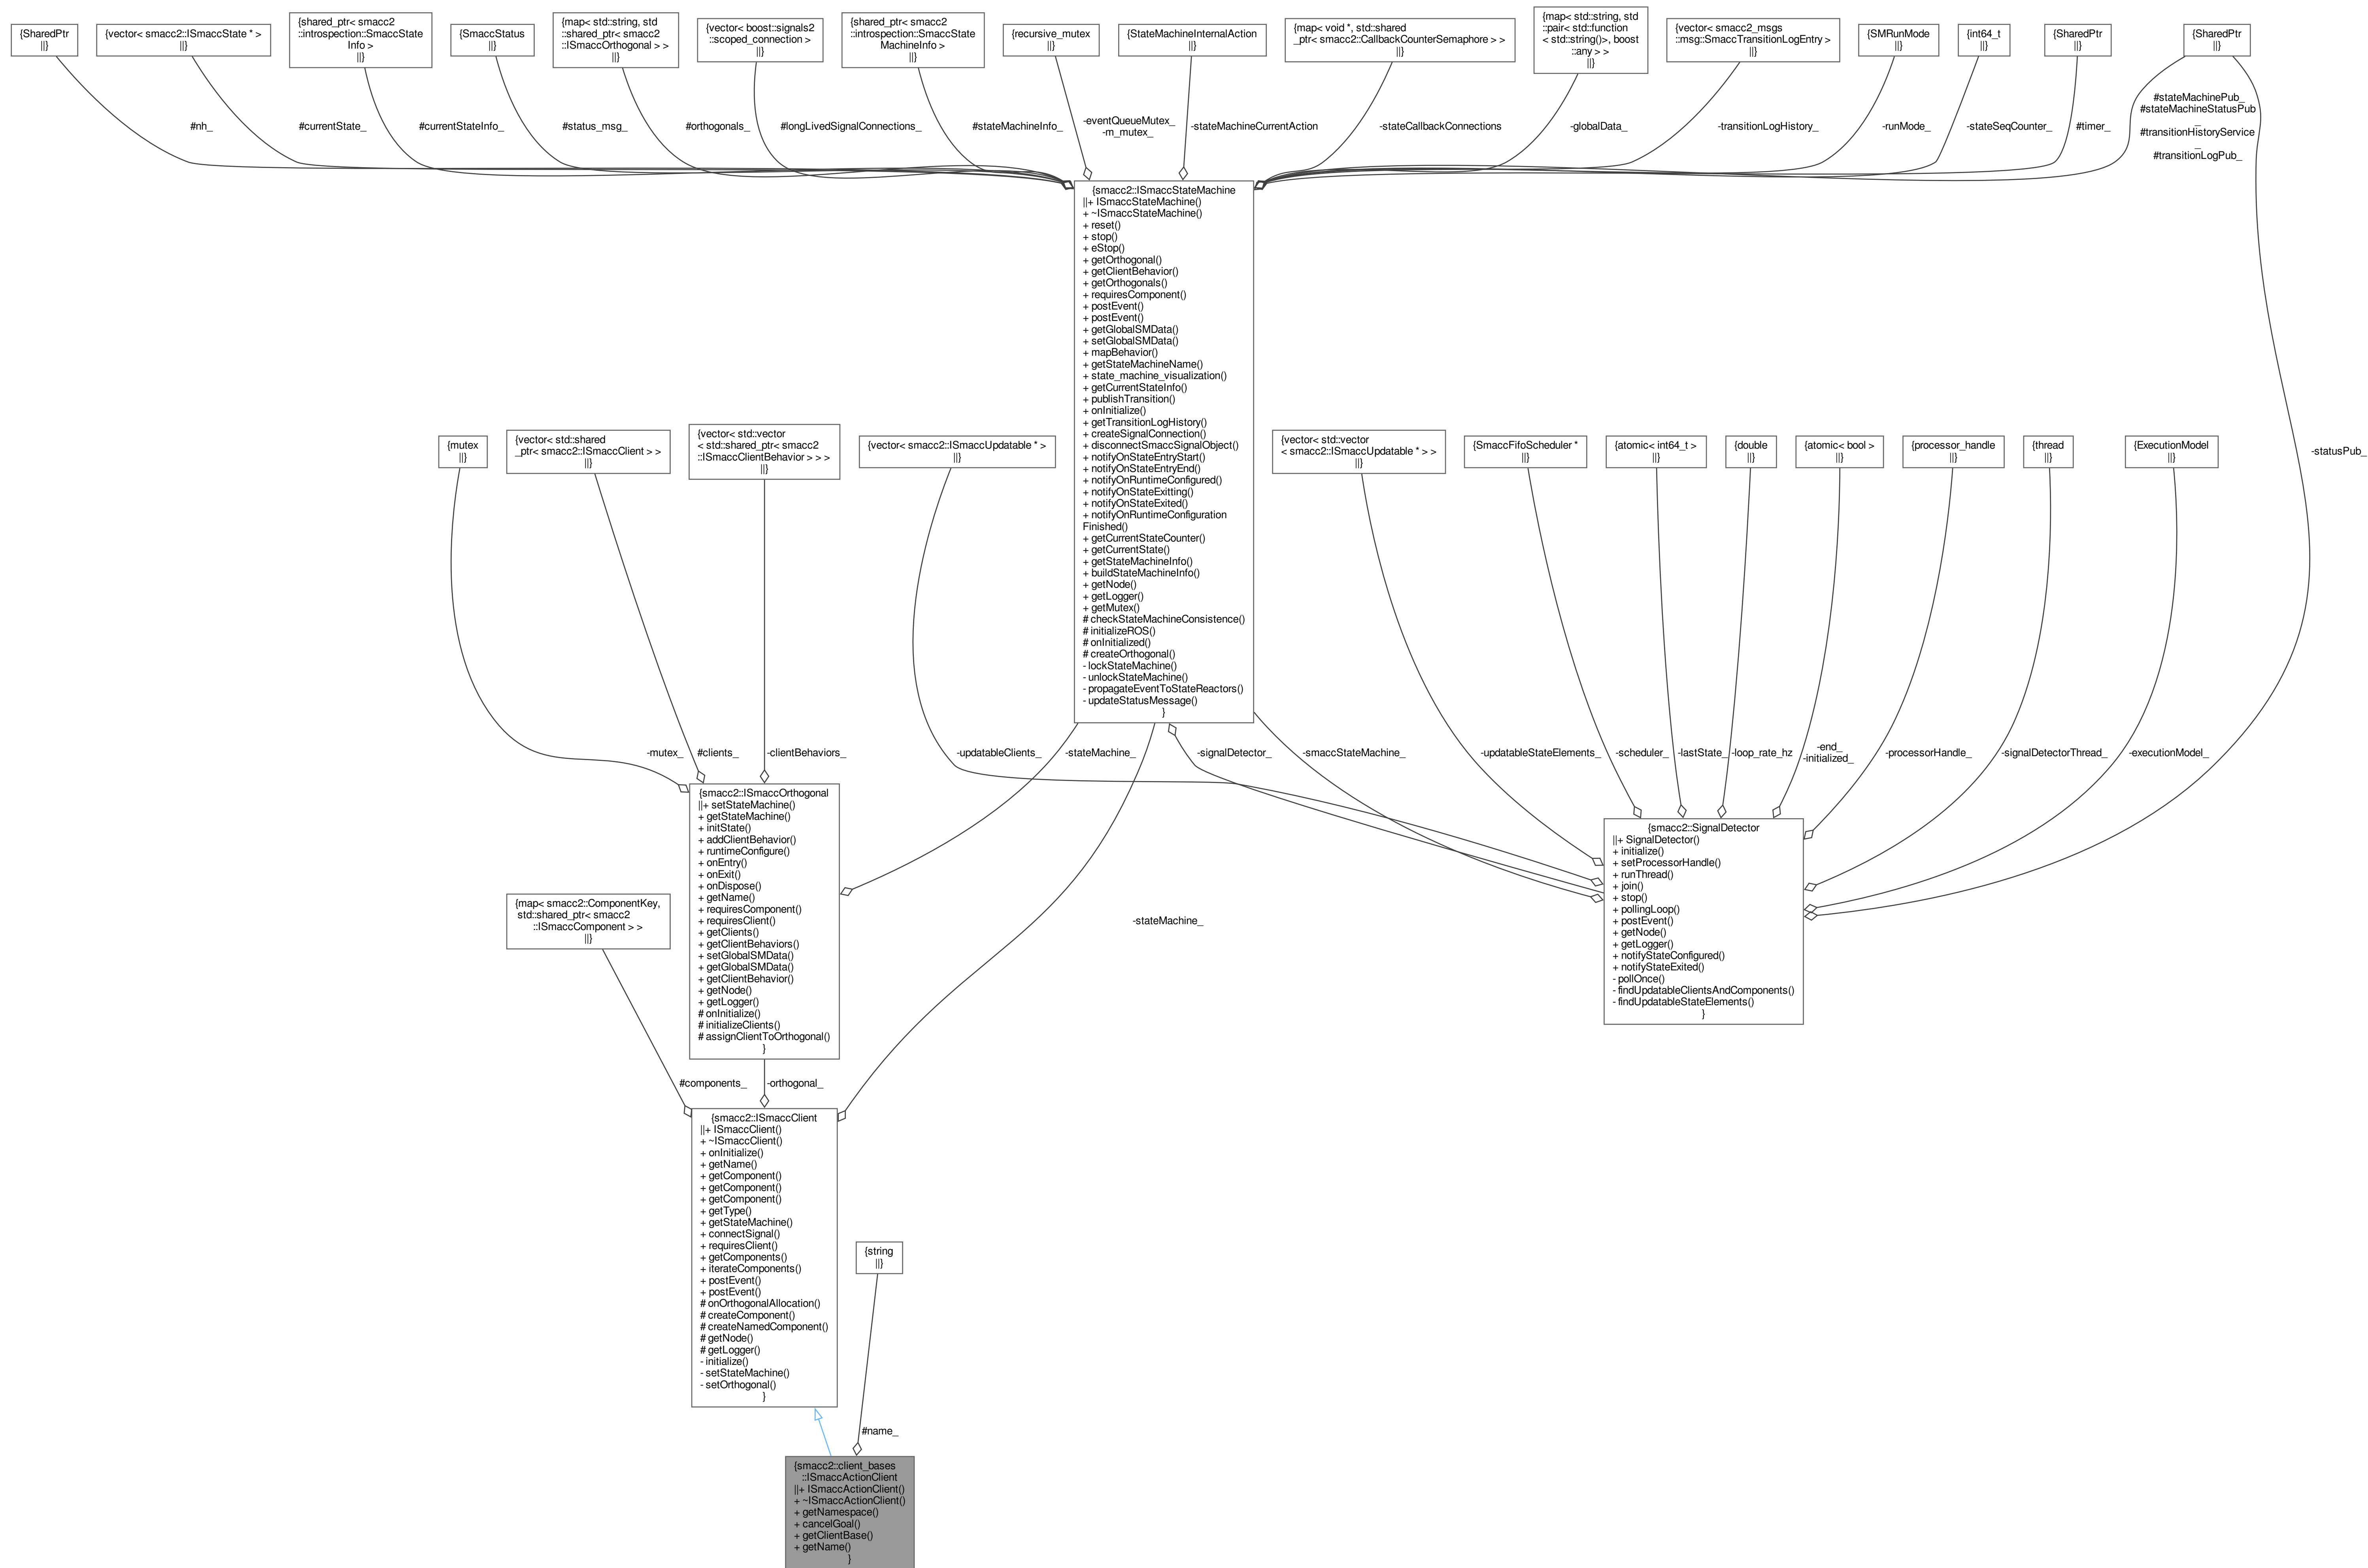 {SharedPtr
||}
{vector< smacc2::ISmaccState * >
||}
{shared_ptr< smacc2
::introspection::SmaccState
Info >
||}
{SmaccStatus
||}
{map< std::string, std
::shared_ptr< smacc2
::ISmaccOrthogonal > >
||}
{vector< boost::signals2
::scoped_connection >
||}
{shared_ptr< smacc2
::introspection::SmaccState
MachineInfo >
||}
{recursive_mutex
||}
{StateMachineInternalAction
||}
{map< void *, std::shared
_ptr< smacc2::CallbackCounterSemaphore > >
||}
{map< std::string, std
::pair< std::function
< std::string()>, boost
::any > >
||}
{vector< smacc2_msgs
::msg::SmaccTransitionLogEntry >
||}
{SMRunMode
||}
{int64_t
||}
{SharedPtr
||}
{SharedPtr
||}
#nh_
#currentState_
#currentStateInfo_
#status_msg_
#orthogonals_
#longLivedSignalConnections_
#stateMachineInfo_
-eventQueueMutex_
-m_mutex_
-stateMachineCurrentAction
-stateCallbackConnections
-globalData_
-transitionLogHistory_
-runMode_
-stateSeqCounter_
#timer_
#stateMachinePub_
#stateMachineStatusPub
_
#transitionHistoryService
_
#transitionLogPub_
{smacc2::ISmaccStateMachine
||+ ISmaccStateMachine()
+ ~ISmaccStateMachine()
+ reset()
+ stop()
+ eStop()
+ getOrthogonal()
+ getClientBehavior()
+ getOrthogonals()
+ requiresComponent()
+ postEvent()
+ postEvent()
+ getGlobalSMData()
+ setGlobalSMData()
+ mapBehavior()
+ getStateMachineName()
+ state_machine_visualization()
+ getCurrentStateInfo()
+ publishTransition()
+ onInitialize()
+ getTransitionLogHistory()
+ createSignalConnection()
+ disconnectSmaccSignalObject()
+ notifyOnStateEntryStart()
+ notifyOnStateEntryEnd()
+ notifyOnRuntimeConfigured()
+ notifyOnStateExitting()
+ notifyOnStateExited()
+ notifyOnRuntimeConfiguration
Finished()
+ getCurrentStateCounter()
+ getCurrentState()
+ getStateMachineInfo()
+ buildStateMachineInfo()
+ getNode()
+ getLogger()
+ getMutex()
# checkStateMachineConsistence()
# initializeROS()
# onInitialized()
# createOrthogonal()
- lockStateMachine()
- unlockStateMachine()
- propagateEventToStateReactors()
- updateStatusMessage()
}
{mutex
||}
{vector< std::shared
_ptr< smacc2::ISmaccClient > >
||}
{vector< std::vector
< std::shared_ptr< smacc2
::ISmaccClientBehavior > > >
||}
{vector< smacc2::ISmaccUpdatable * >
||}
{vector< std::vector
< smacc2::ISmaccUpdatable * > >
||}
{SmaccFifoScheduler *
||}
{atomic< int64_t >
||}
{double
||}
{atomic< bool >
||}
{processor_handle
||}
{thread
||}
{ExecutionModel
||}
-statusPub_
-mutex_
#clients_
-clientBehaviors_
-updatableClients_
-stateMachine_
-signalDetector_
-smaccStateMachine_
-updatableStateElements_
-scheduler_
-lastState_
-loop_rate_hz
-end_
-initialized_
-processorHandle_
-signalDetectorThread_
-executionModel_
{smacc2::ISmaccOrthogonal
||+ setStateMachine()
+ getStateMachine()
+ initState()
+ addClientBehavior()
+ runtimeConfigure()
+ onEntry()
+ onExit()
+ onDispose()
+ getName()
+ requiresComponent()
+ requiresClient()
+ getClients()
+ getClientBehaviors()
+ setGlobalSMData()
+ getGlobalSMData()
+ getClientBehavior()
+ getNode()
+ getLogger()
# onInitialize()
# initializeClients()
# assignClientToOrthogonal()
}
{smacc2::SignalDetector
||+ SignalDetector()
+ initialize()
+ setProcessorHandle()
+ runThread()
+ join()
+ stop()
+ pollingLoop()
+ postEvent()
+ getNode()
+ getLogger()
+ notifyStateConfigured()
+ notifyStateExited()
- pollOnce()
- findUpdatableClientsAndComponents()
- findUpdatableStateElements()
}
{map< smacc2::ComponentKey,
std::shared_ptr< smacc2
::ISmaccComponent > >
||}
-stateMachine_
#components_
-orthogonal_
{smacc2::ISmaccClient
||+ ISmaccClient()
+ ~ISmaccClient()
+ onInitialize()
+ getName()
+ getComponent()
+ getComponent()
+ getComponent()
+ getType()
+ getStateMachine()
+ connectSignal()
+ requiresClient()
+ getComponents()
+ iterateComponents()
+ postEvent()
+ postEvent()
# onOrthogonalAllocation()
# createComponent()
# createNamedComponent()
# getNode()
# getLogger()
- initialize()
- setStateMachine()
- setOrthogonal()
}
{string
||}
#name_
{smacc2::client_bases
::ISmaccActionClient
||+ ISmaccActionClient()
+ ~ISmaccActionClient()
+ getNamespace()
+ cancelGoal()
+ getClientBase()
+ getName()
}